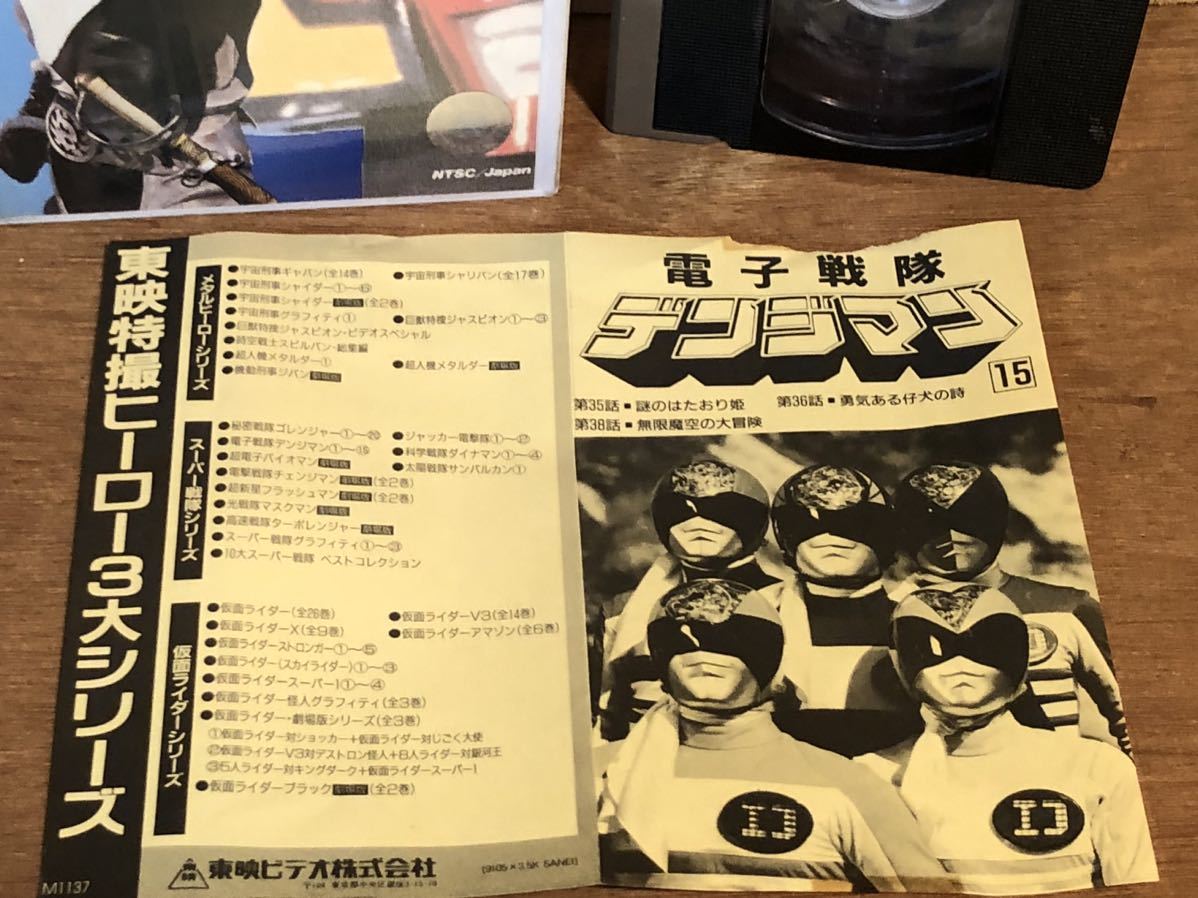 NTSC/Japan
東映特撮ヒーロー3大シリーズ
M1137
メタルヒーローシリーズ
●宇宙刑事ギャバン(全14巻)
●宇宙刑事シャリバン(全17巻)
●宇宙刑事シャイダー①〜⑥
●宇宙刑事シャイダー劇場版(全2巻)
●宇宙刑事グラフィティ①
●巨獣特捜ジャスピオン①〜③
●巨獣特捜ジャスピオン・ビデオスペシャル
●時空戦士スピルバン・総集編
●超人機メタルダー①
●超人機メタルダー劇場版
●機動刑事ジバン劇場版
スーパー戦隊シリーズ
●秘密戦隊ゴレンジャー①〜⑳
●ジャッカー電撃隊①〜⑫
●電子戦隊デンジマン①〜⑯
●科学戦隊ダイナマン①〜④
●超電子バイオマン劇場版
●太陽戦隊サンバルカン①
●電撃戦隊チェンジマン劇場版(全2巻)
●超新星フラッシュマン劇場版(全2巻)
●光戦隊マスクマン劇場版
●高速戦隊ターボレンジャー劇場版
●スーパー戦隊グラフィティ①〜③
●10大スーパー戦隊 ベストコレクション
仮面ライダーシリーズ
●仮面ライダー(全26巻)
●仮面ライダーV3(全14巻)
●仮面ライダーX(全9巻)
●仮面ライダーアマゾン(全6巻)
●仮面ライダーストロンガー①〜⑤
●仮面ライダー(スカイライダー)①〜③
●仮面ライダースーパー1①〜④
●仮面ライダー怪人グラフィティ(全3巻)
●仮面ライダー・劇場版シリーズ(全3巻)
①仮面ライダー対ショッカー+仮面ライダー対じごく大使
②仮面ライダーV3対デストロン怪人+8人ライダー対銀河王
③5人ライダー対キングダーク+仮面ライダースーパー1
●仮面ライダーブラック劇場版(全2巻)
東映
東映ビデオ株式会社
(9105×3.5K SANEI)
電子戦隊
デンジマン
15
第35話■謎のはたおり姫
第36話■勇気ある仔犬の詩
第38話■無限魔空の大冒険